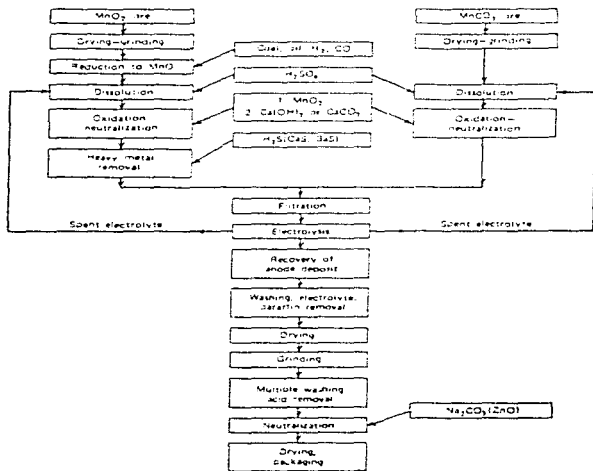 MnO₂ ore
MnCO₃ ore
Drying-grinding
Coal, oil, H₂, CO
Drying-grinding
Reduction to MnO
H₂SO₄
Dissolution
Dissolution
1. MnO₂
2. Ca(OH)₂ or CaCO₃
Oxidation
neutralization
Oxidation-
neutralization
H₂S(CaS, BaS)
Heavy metal
removal
Filtration
Spent electrolyte
Electrolysis
Spent electrolyte
Recovery of
anode deposit
Washing, electrolyte,
paraffin removal
Drying
Grinding
Multiple washing
acid removal
Na₂CO₃(ZnO)
Neutralization
Drying,
packaging